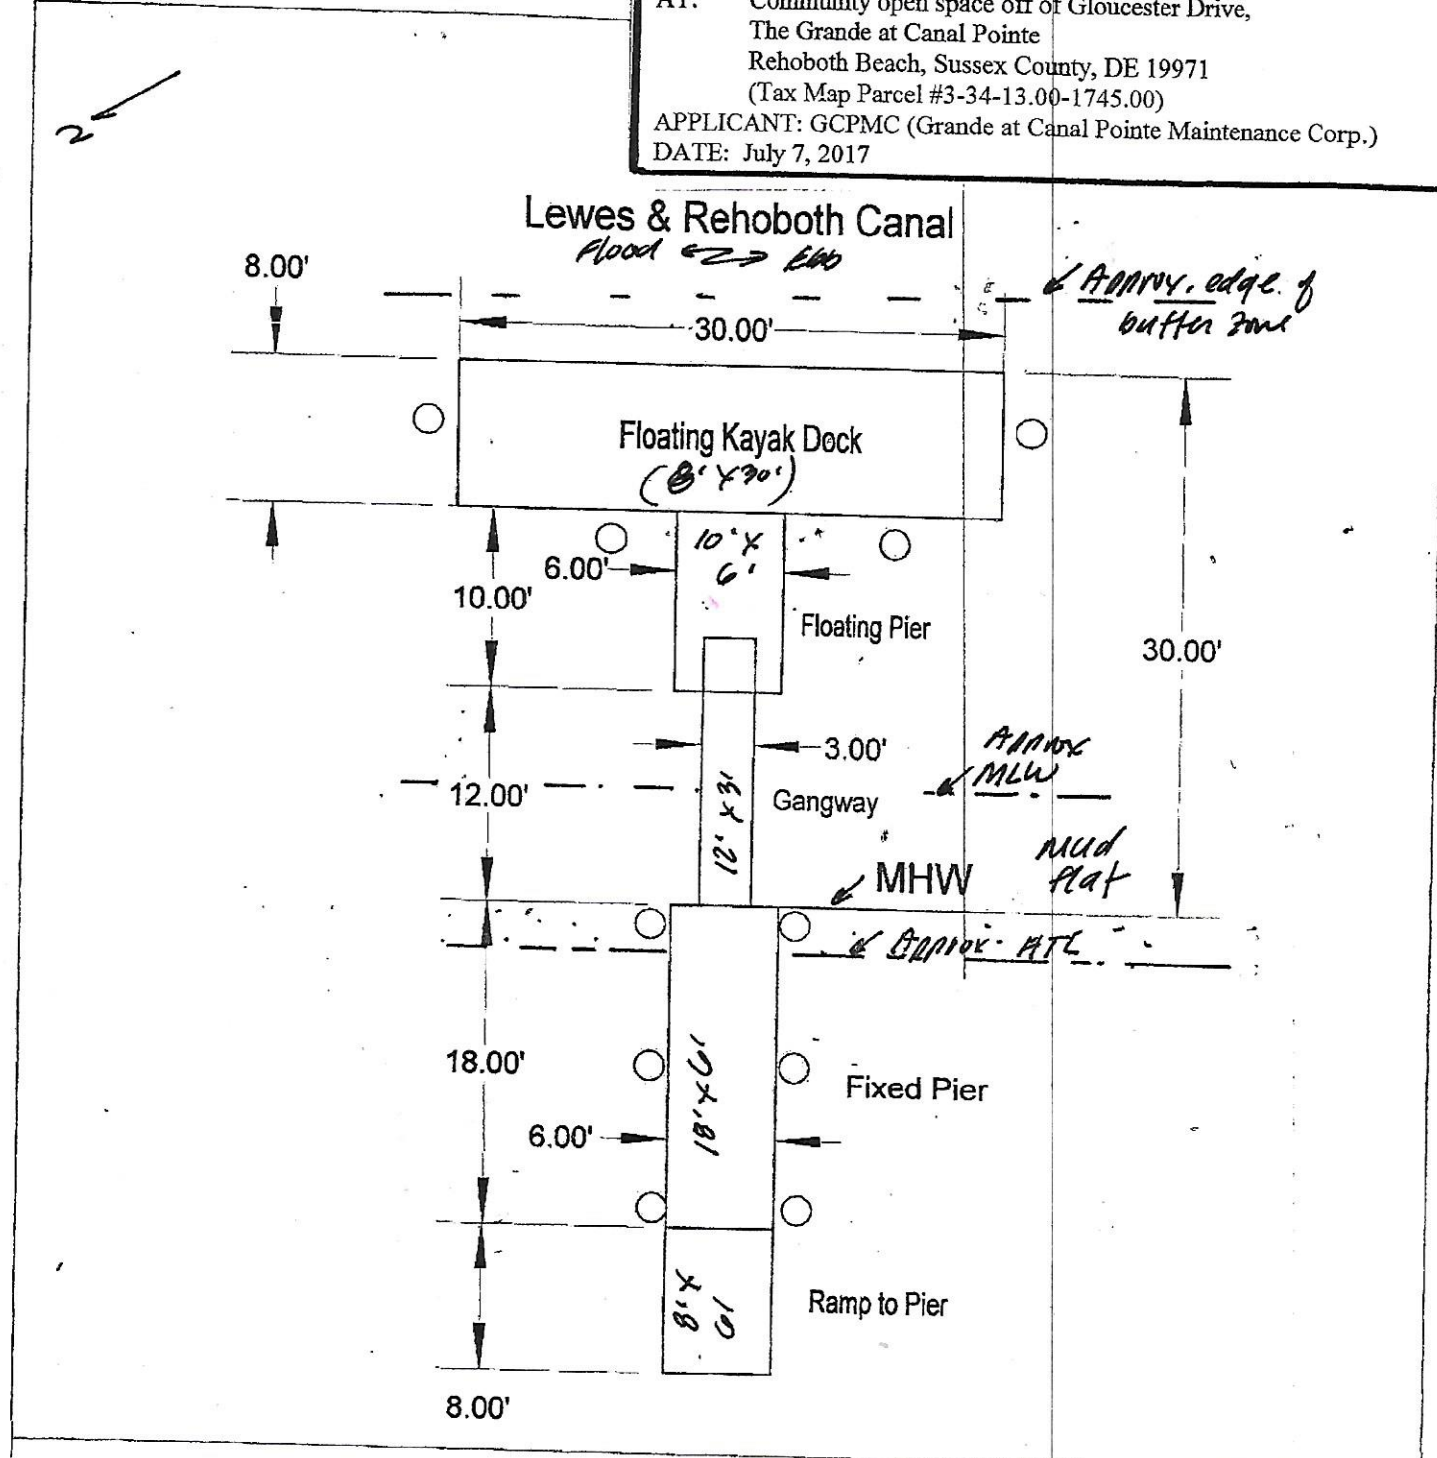 AT: Community open space off of Gloucester Drive,
The Grande at Canal Pointe
Rehoboth Beach, Sussex County, DE 19971
(Tax Map Parcel #3-34-13.00-1745.00)
APPLICANT: GCPMC (Grande at Canal Pointe Maintenance Corp.)
DATE: July 7, 2017
Lewes & Rehoboth Canal
Flood Ebb
8.00'
Approx. edge of
buffer zone
30.00'
Floating Kayak Dock
(8' x 30')
10' x
6'
6.00'
10.00'
Floating Pier
30.00'
3.00'
Approx
MLW
12.00'
12' x 3'
Gangway
Mud
flat
MHW
Approx. HTL
18.00'
18' x 6'
Fixed Pier
6.00'
8' x
6'
Ramp to Pier
8.00'